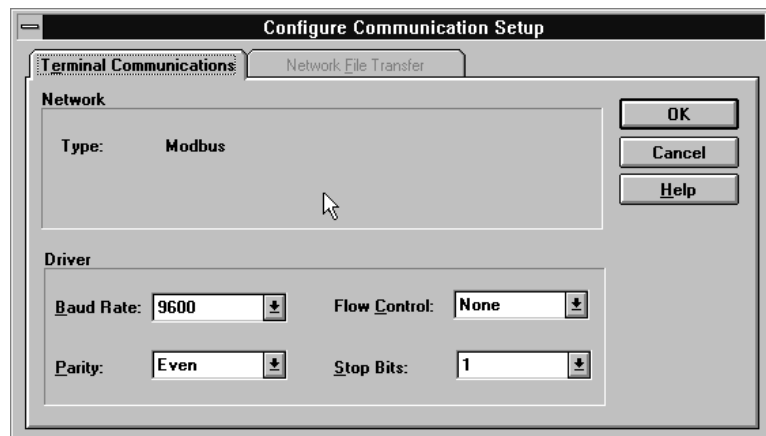 Configure Communication Setup
Terminal Communications Network File Transfer
Network
OK
Type: Modbus
Cancel
Help
Driver
Baud Rate: 9600 Flow Control: None
Parity: Even Stop Bits: 1